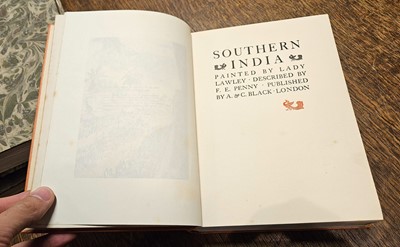 SOUTHERN
INDIA
PAINTED BY LADY
LAWLEY · DESCRIBED BY
F. E. PENNY · PUBLISHED
BY A. & C. BLACK · LONDON